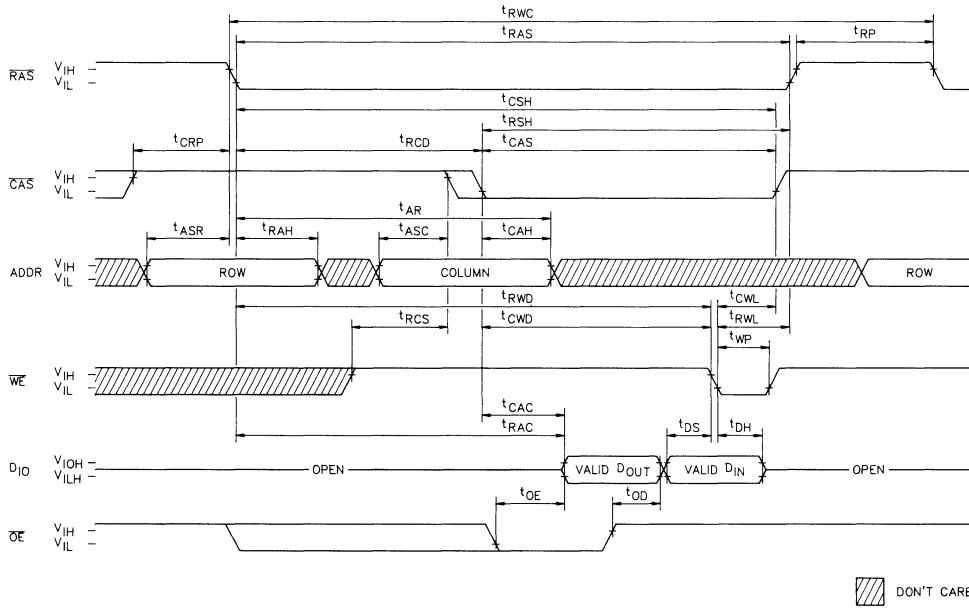 tRWC
tRAS
tRP
RAS VIH
VIL
tCSH
tRSH
tCRP tRCD tCAS
CAS VIH
VIL
tAR
tASR tRAH tASC tCAH
ADDR VIH
VIL
ROW COLUMN ROW
tRWD tCWL
tRCS tCWD tRWL
tWP
WE VIH
VIL
tCAC
tRAC tDS tDH
DIO VIOH
VILH
OPEN VALID DOUT VALID DIN OPEN
tOE tOD
OE VIH
VIL
DON'T CARE